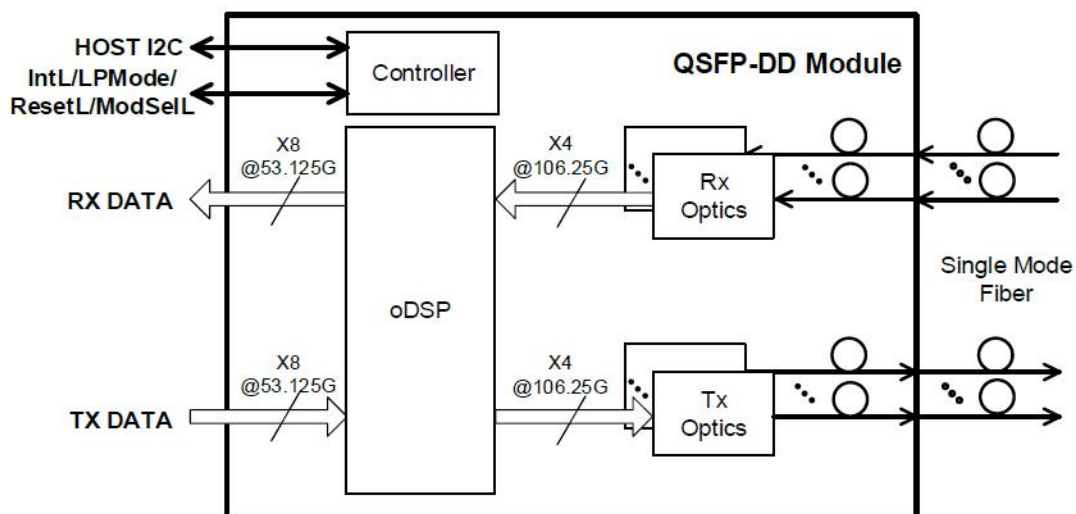 HOST I2C
IntL/LPMode/
ResetL/ModSelL
Controller
QSFP-DD Module
X8
@53.125G
X4
@106.25G
RX DATA
Rx
Optics
Single Mode
Fiber
oDSP
X8
@53.125G
X4
@106.25G
TX DATA
Tx
Optics